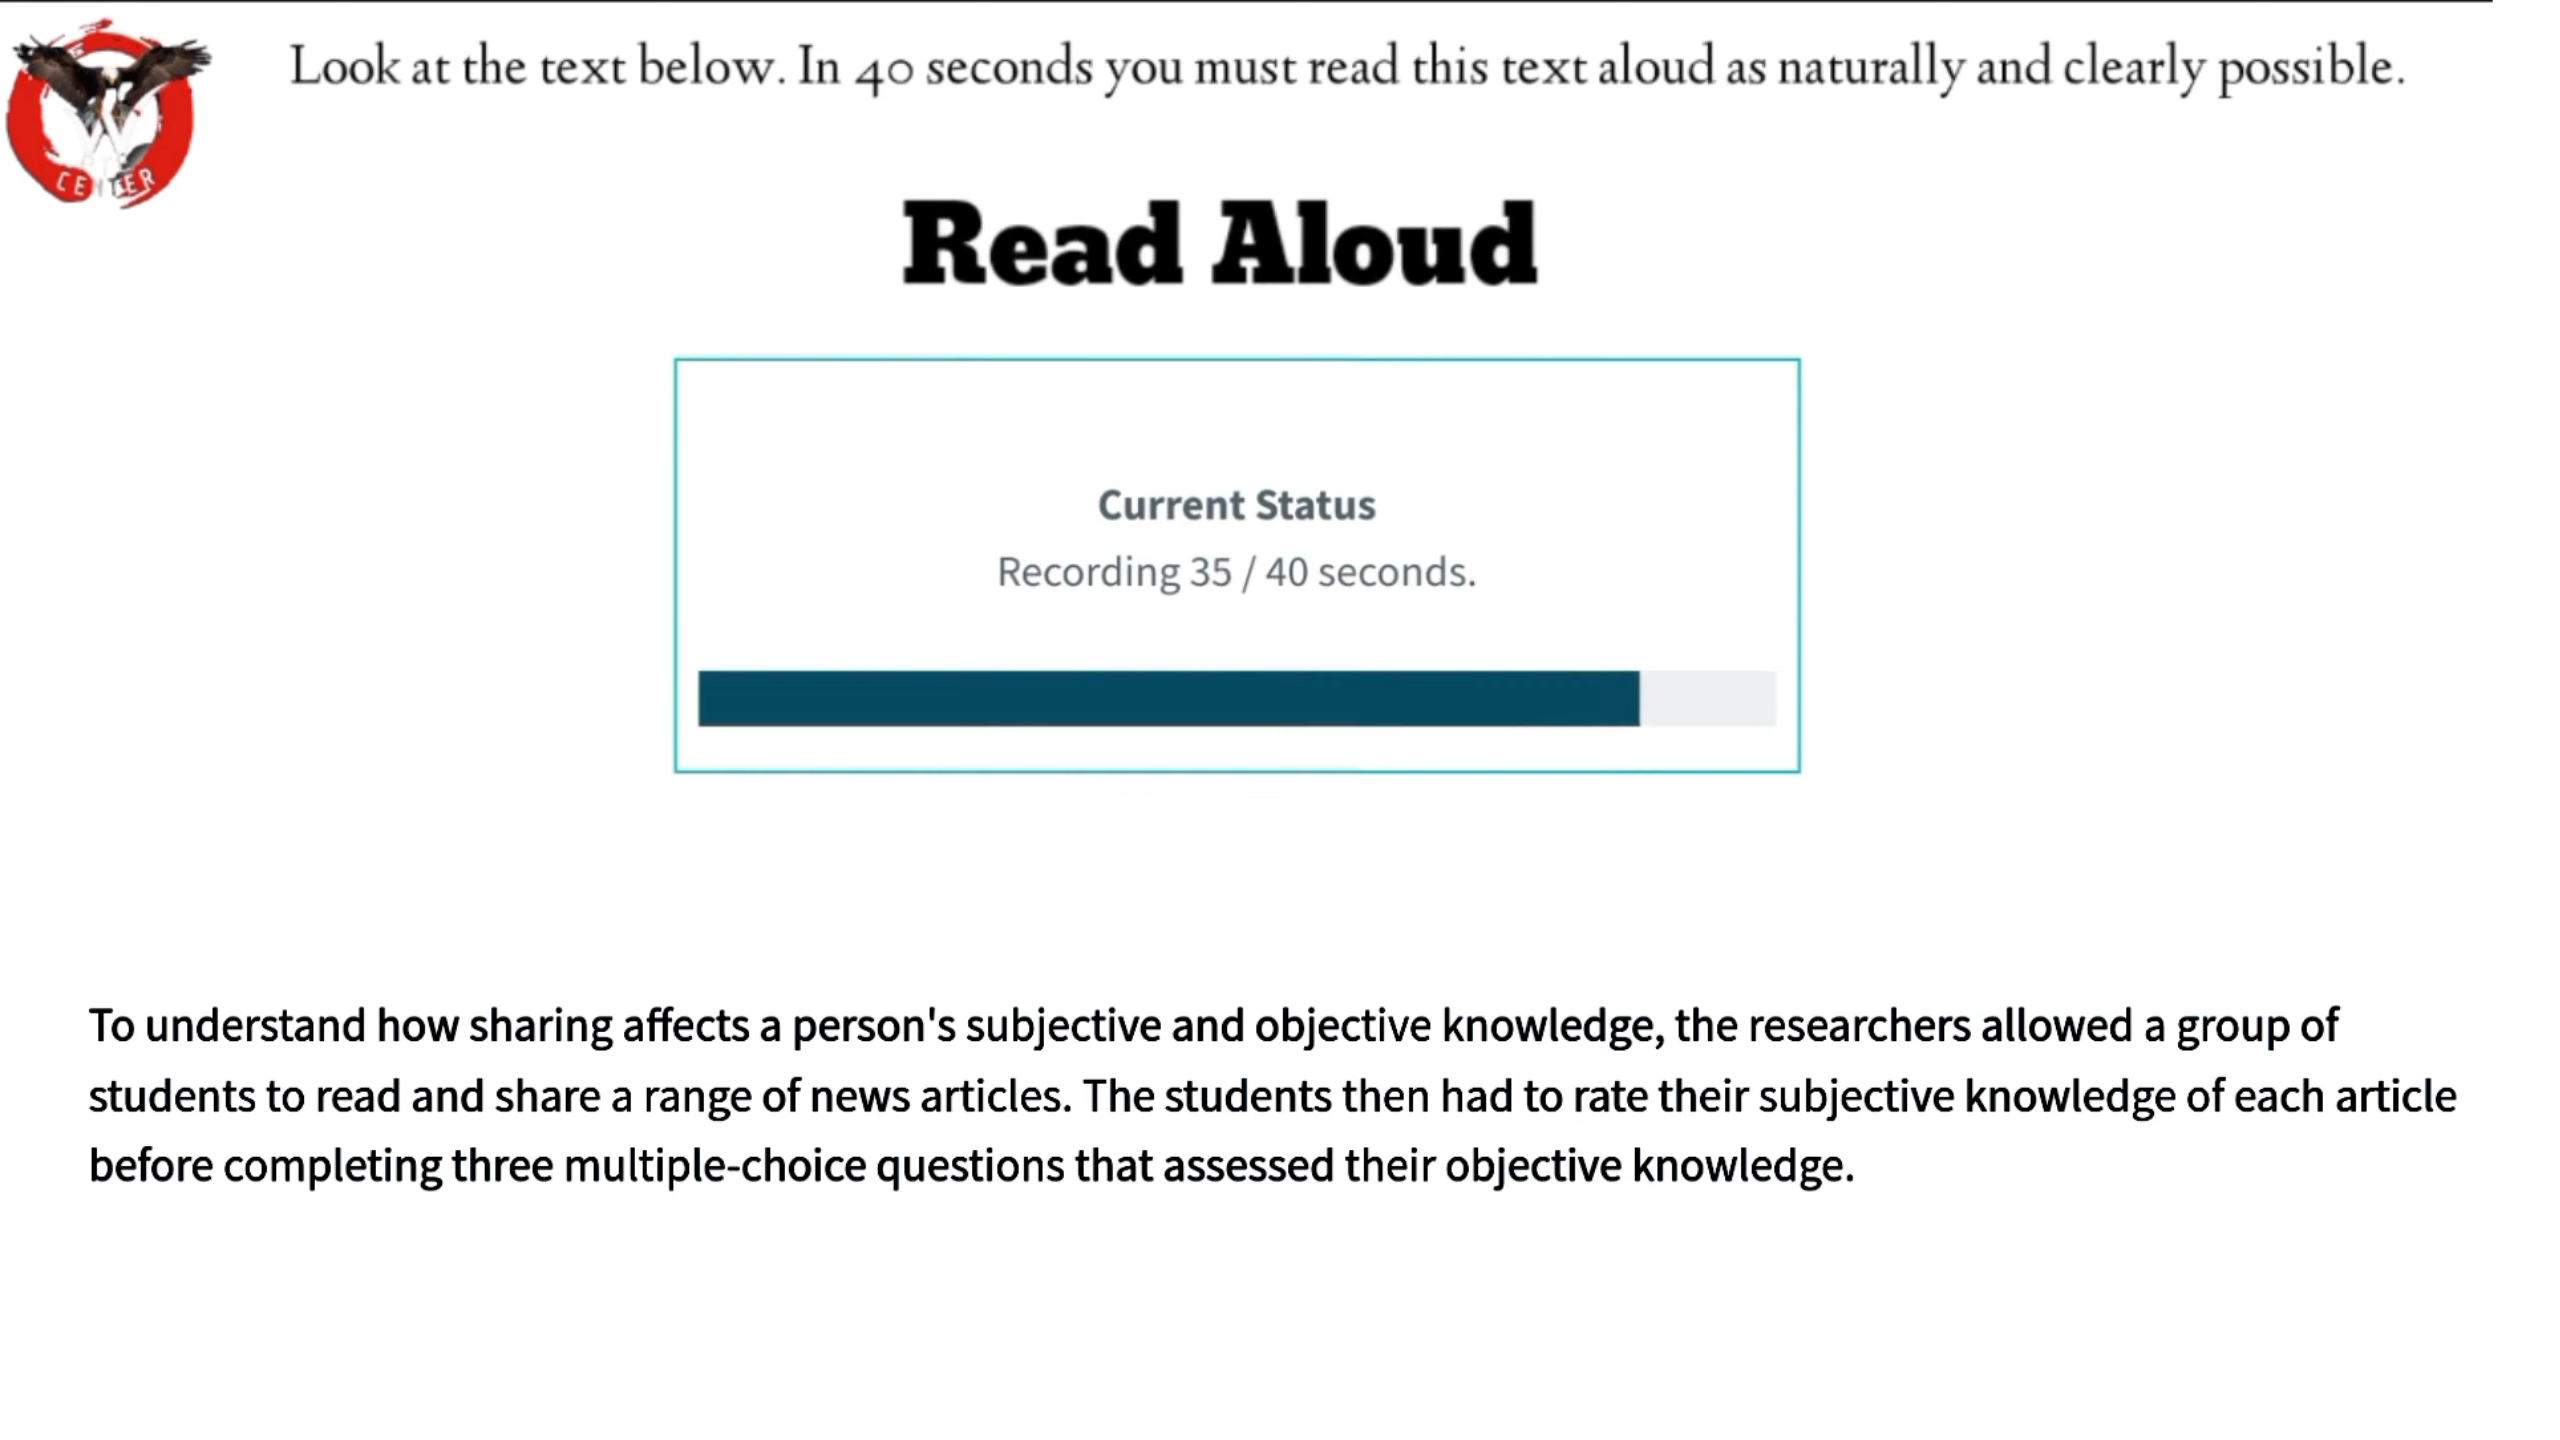 Look at the text below. In 40 seconds you must read this text aloud as naturally and clearly possible.
CENTER
Read Aloud
Current Status
Recording 35 / 40 seconds.
To understand how sharing affects a person's subjective and objective knowledge, the researchers allowed a group of
students to read and share a range of news articles. The students then had to rate their subjective knowledge of each article
before completing three multiple-choice questions that assessed their objective knowledge.